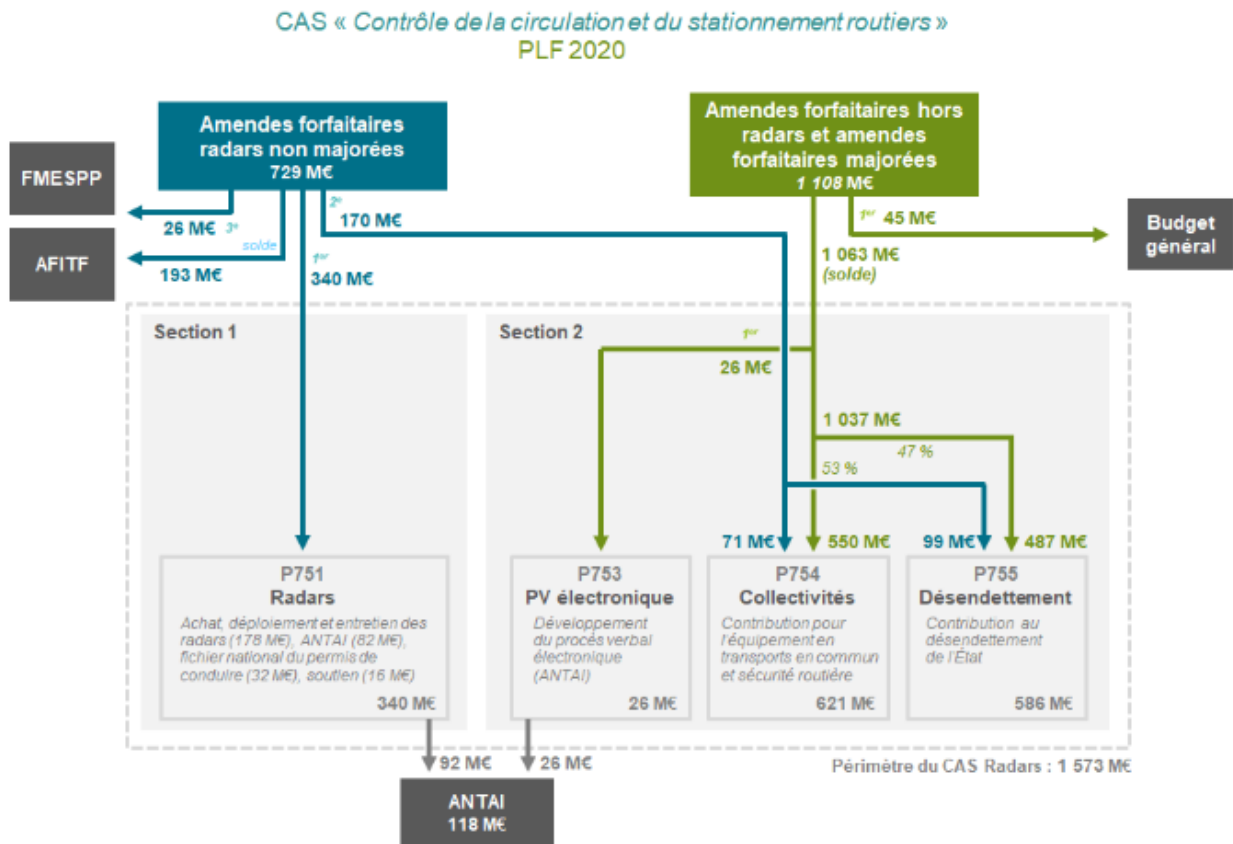 CAS « Contrôle de la circulation et du stationnement routiers »
PLF 2020
Amendes forfaitaires
radars non majorées
729 M€
Amendes forfaitaires hors
radars et amendes
forfaitaires majorées
1 108 M€
FMESPP
AFITF
Budget
général
26 M€ 3e
solde
193 M€
2e
170 M€
1er
340 M€
1er 45 M€
1 063 M€
(solde)
Section 1
Section 2
1er
26 M€
1 037 M€
47 %
53 %
71 M€
550 M€
99 M€
487 M€
P751
Radars
Achat, déploiement et entretien des
radars (178 M€), ANTAI (82 M€),
fichier national du permis de
conduire (32 M€), soutien (16 M€)
340 M€
P753
PV électronique
Développement
du procés verbal
électronique
(ANTAI)
26 M€
P754
Collectivités
Contribution pour
l'équipement en
transports en commun
et sécurité routière
621 M€
P755
Désendettement
Contribution au
désendettement
de l'État
586 M€
92 M€
26 M€
Périmètre du CAS Radars : 1 573 M€
ANTAI
118 M€